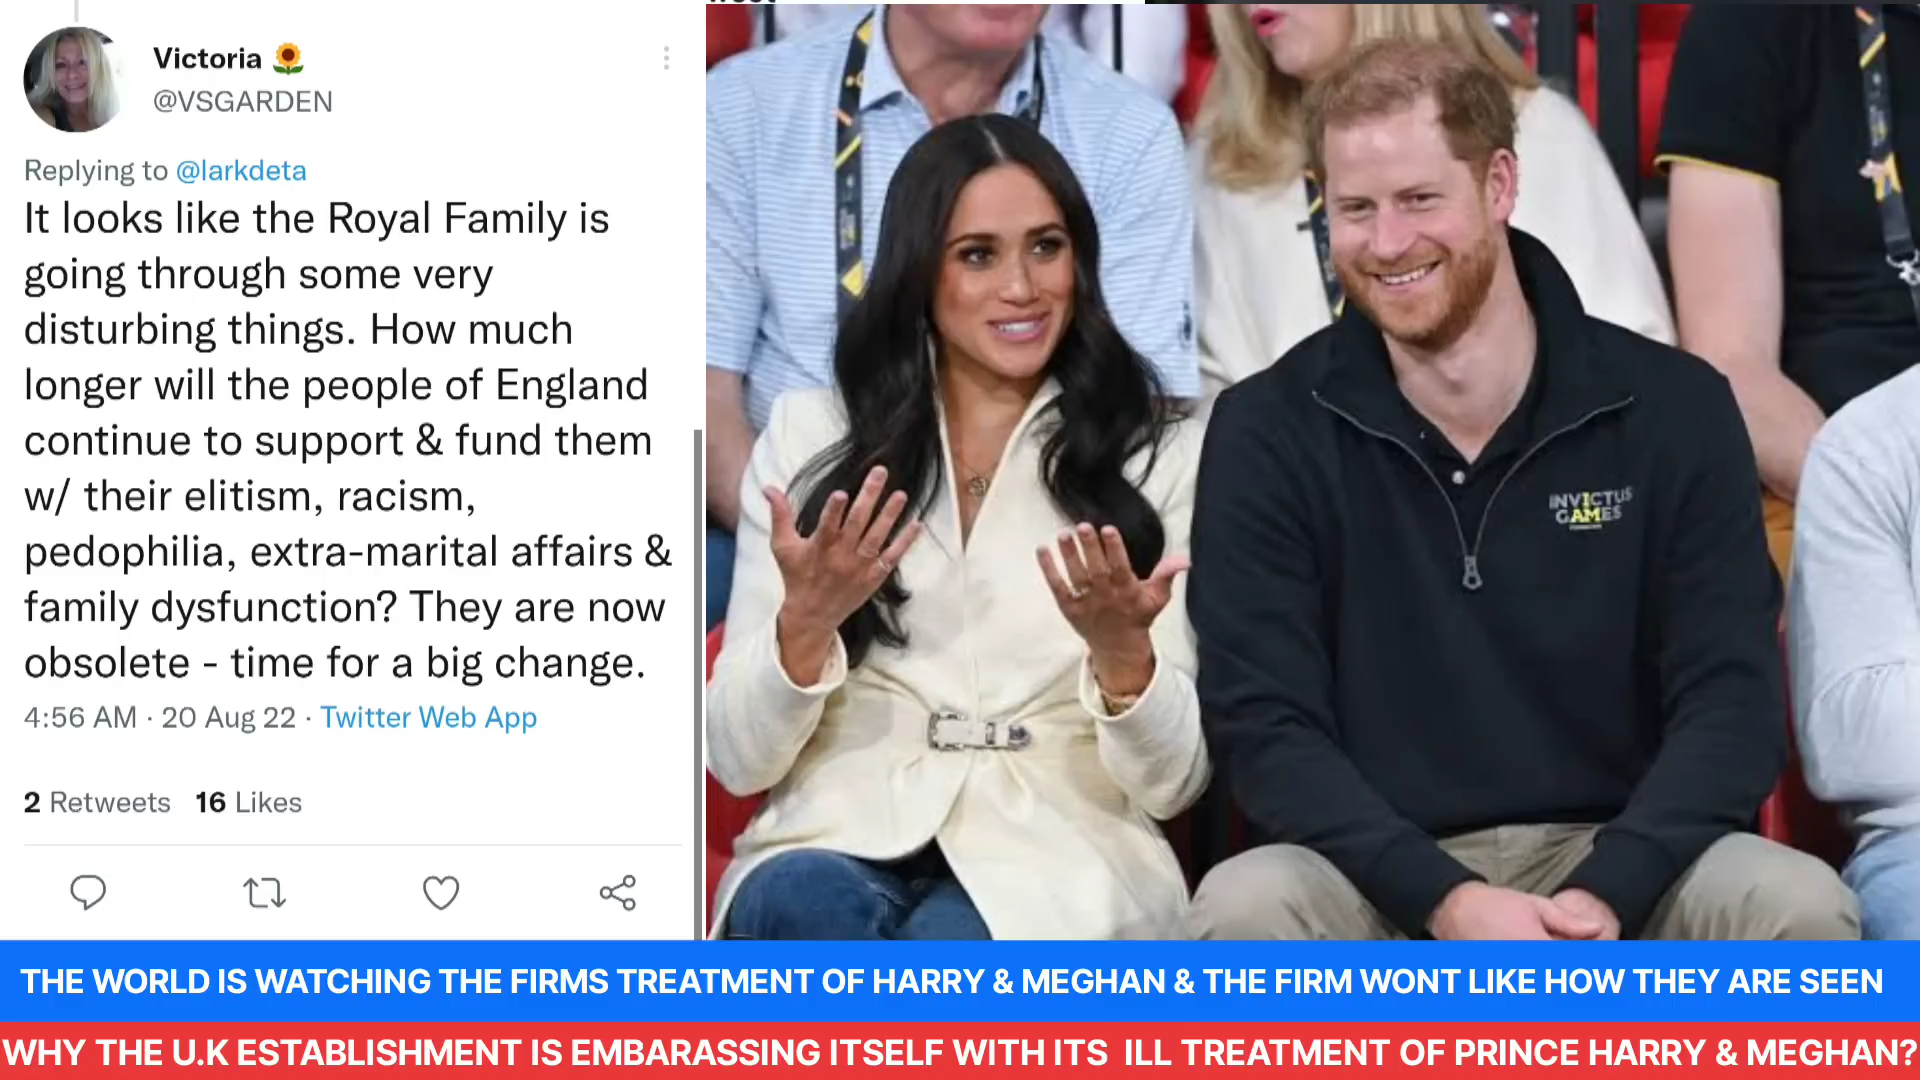 Victoria 🌻
@VSGARDEN
Replying to @larkdeta
It looks like the Royal Family is
going through some very
disturbing things. How much
longer will the people of England
continue to support & fund them
w/ their elitism, racism,
pedophilia, extra-marital affairs &
family dysfunction? They are now
obsolete - time for a big change.
4:56 AM · 20 Aug 22 · Twitter Web App
2 Retweets 16 Likes
INVICTUS
GAMES
THE WORLD IS WATCHING THE FIRMS TREATMENT OF HARRY & MEGHAN & THE FIRM WONT LIKE HOW THEY ARE SEEN
WHY THE U.K ESTABLISHMENT IS EMBARASSING ITSELF WITH ITS ILL TREATMENT OF PRINCE HARRY & MEGHAN?